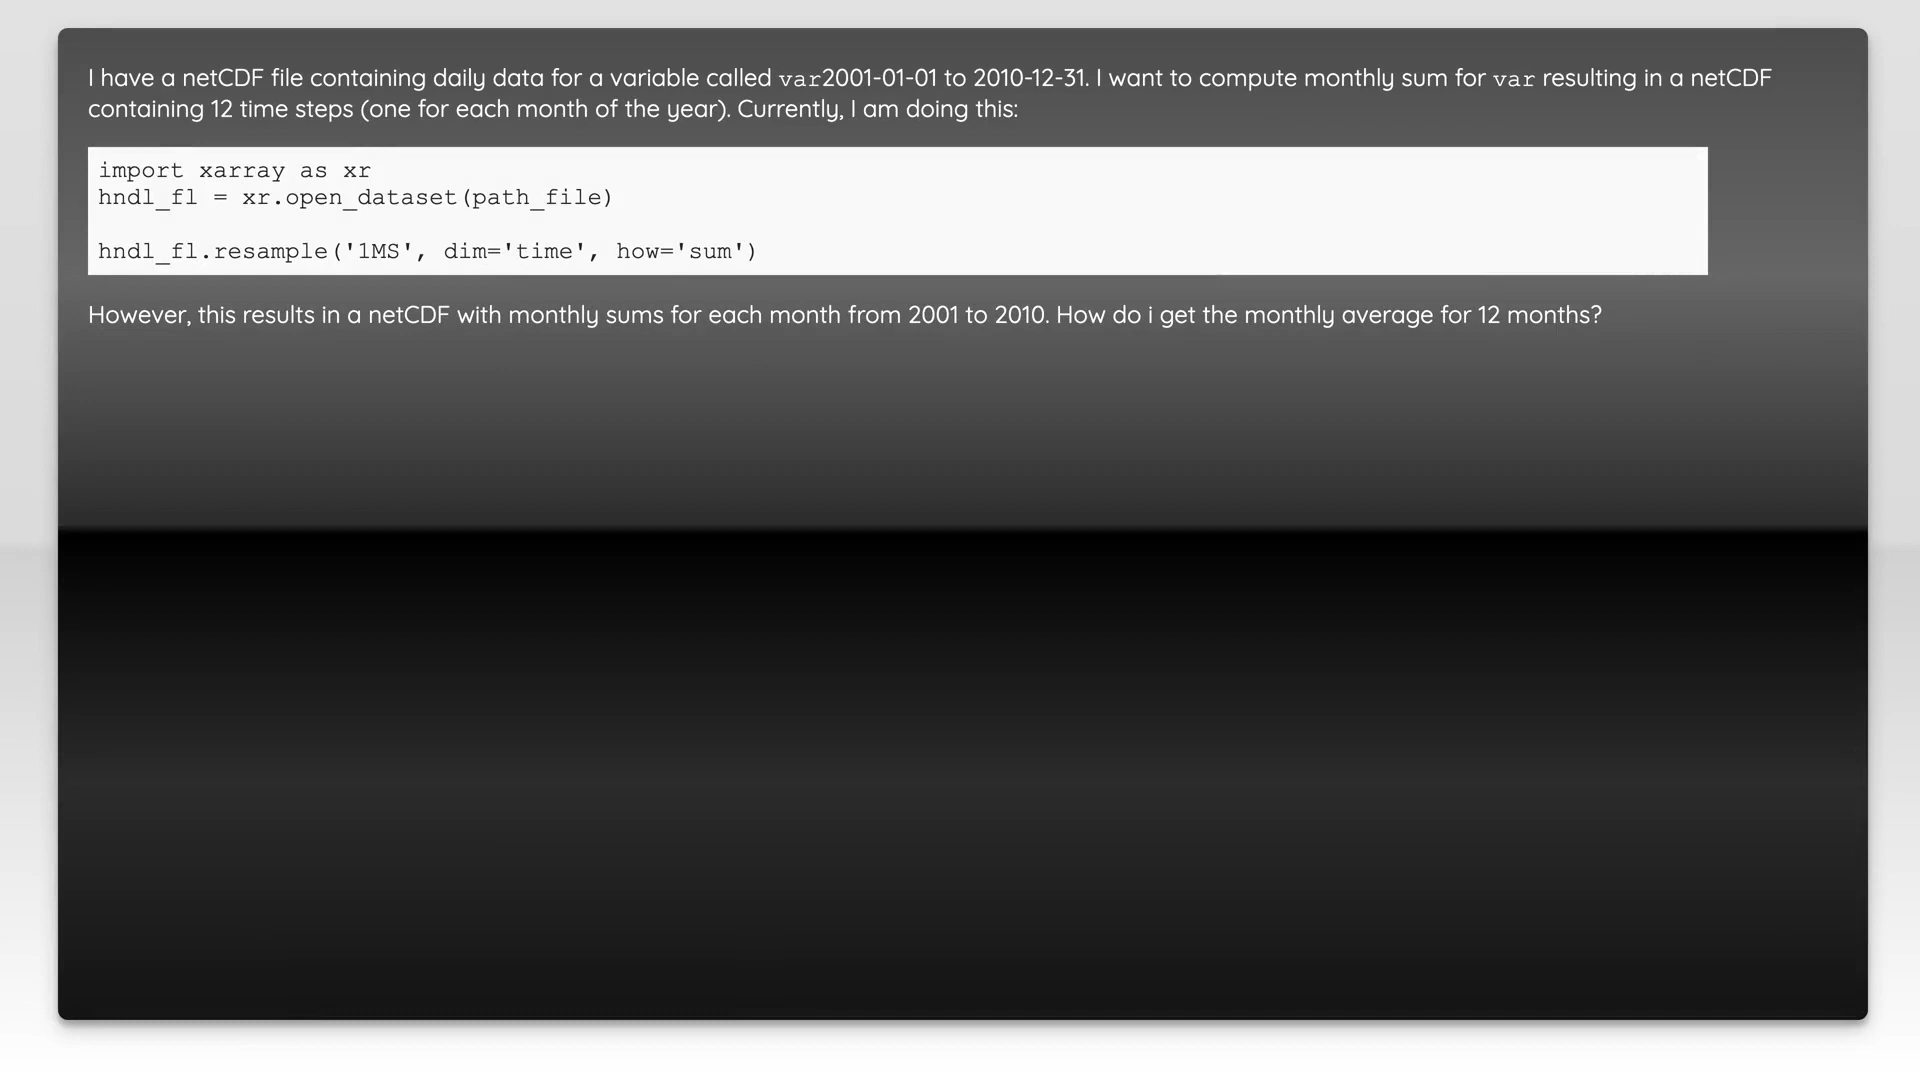 I have a netCDF file containing daily data for a variable called var2001-01-01 to 2010-12-31. I want to compute monthly sum for var resulting in a netCDF
containing 12 time steps (one for each month of the year). Currently, I am doing this:
import xarray as xr
hndl_fl = xr.open_dataset(path_file)
hndl_fl.resample('1MS', dim='time', how='sum')
However, this results in a netCDF with monthly sums for each month from 2001 to 2010. How do i get the monthly average for 12 months?